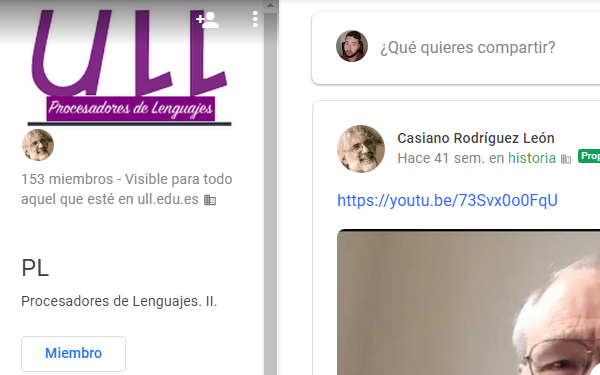 ULL
Procesadores de Lenguajes
153 miembros - Visible para todo
aquel que esté en ull.edu.es
PL
Procesadores de Lenguajes. II.
Miembro
¿Qué quieres compartir?
Casiano Rodríguez León
Hace 41 sem. en historia
Prop
https://youtu.be/73Svx0o0FqU